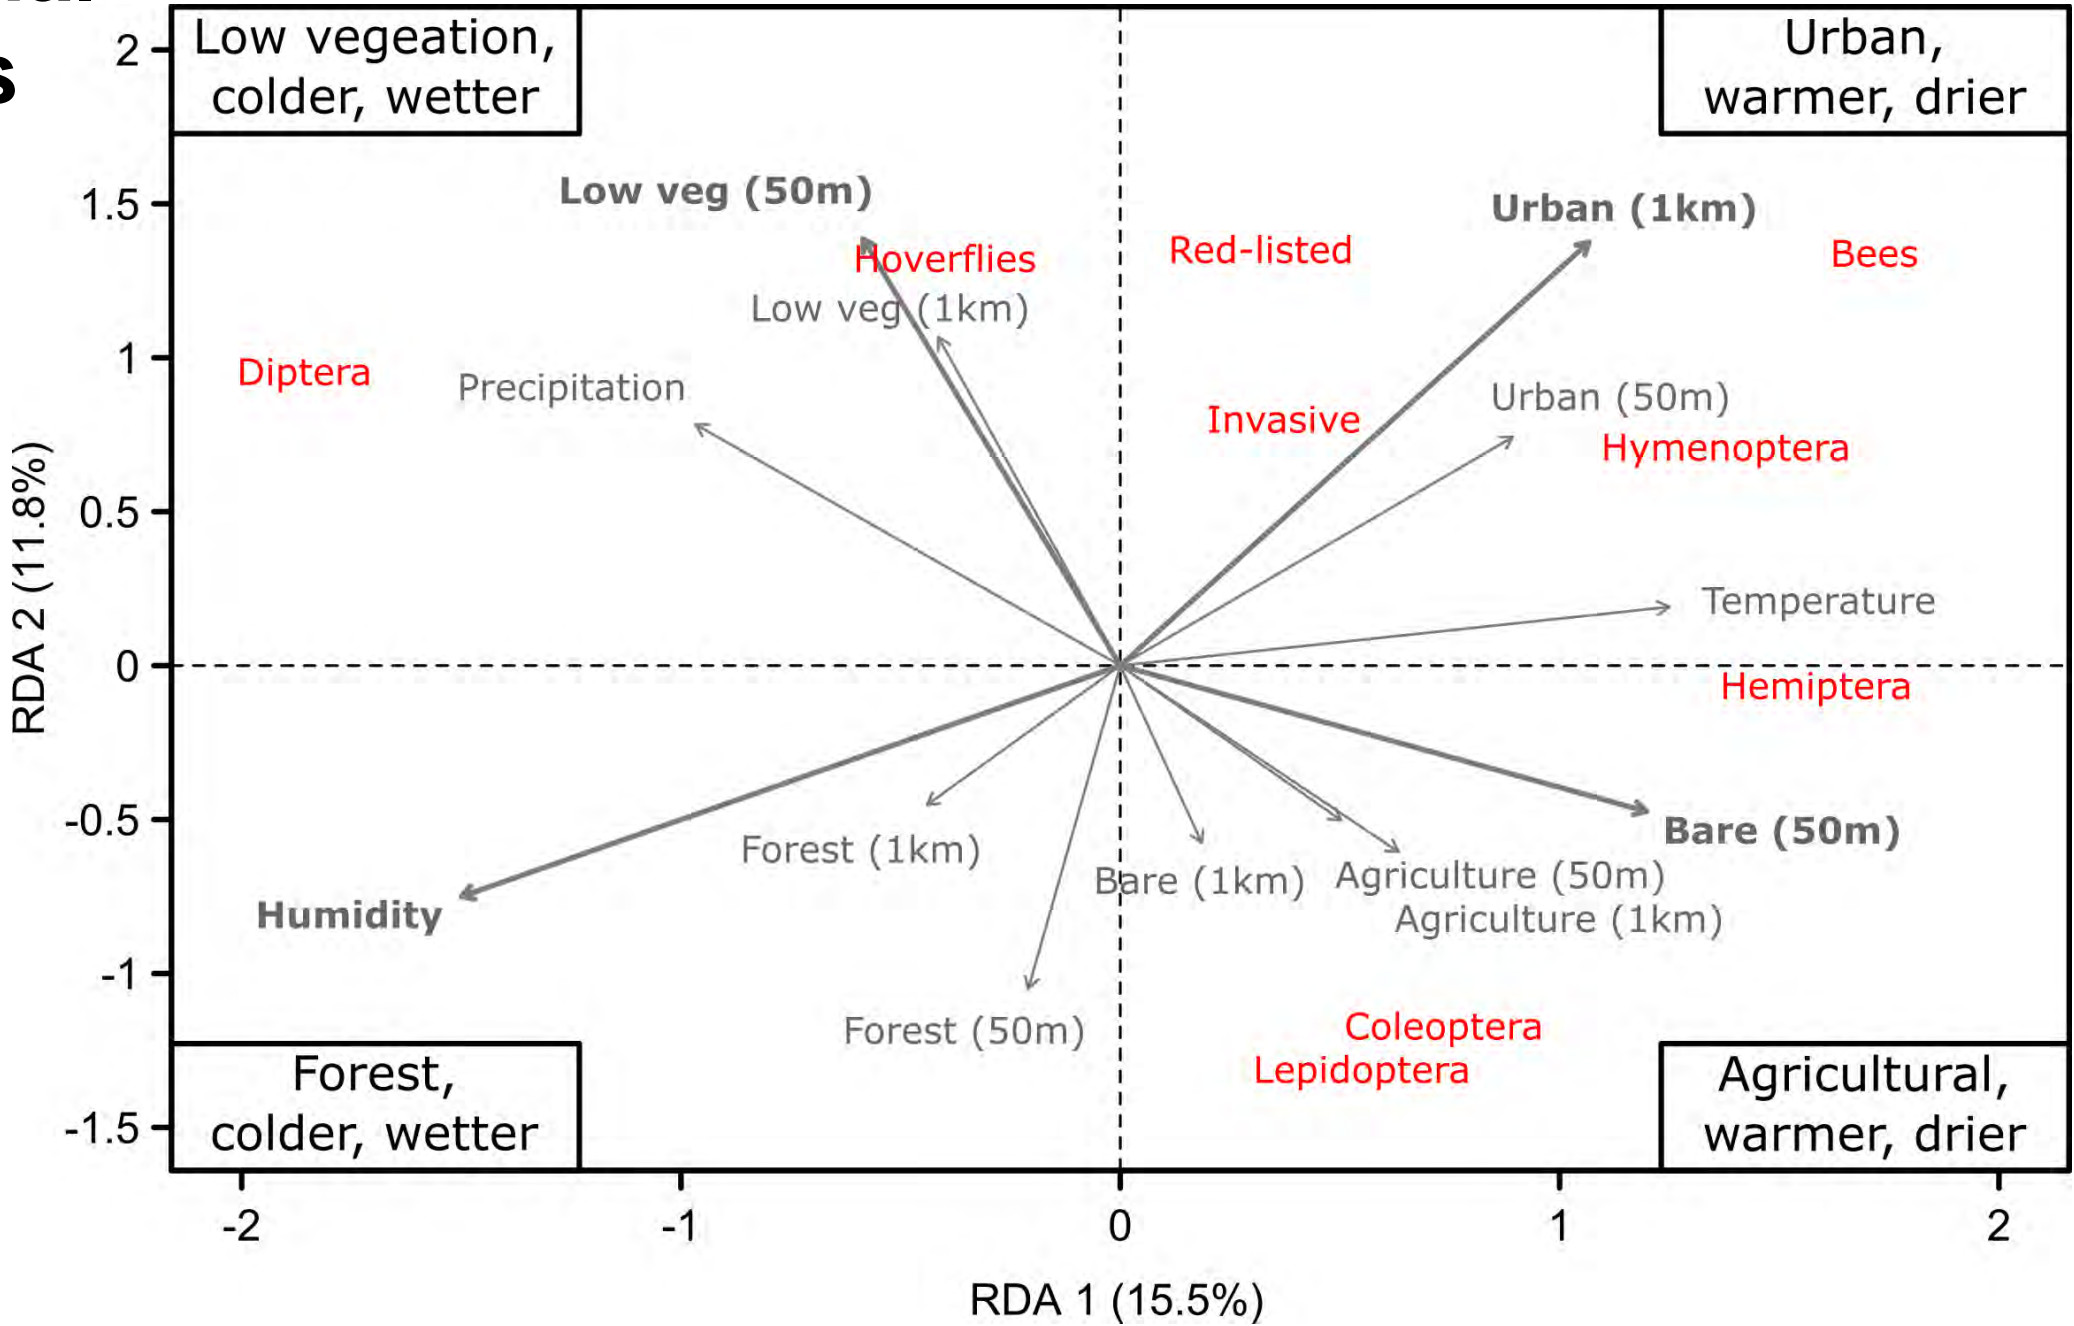 s
Low vegeation,
colder, wetter
Urban,
warmer, drier
2
1.5
1
0.5
0
-0.5
-1
-1.5
RDA 2 (11.8%)
Low veg (50m)
Urban (1km)
Hoverflies
Red-listed
Bees
Low veg (1km)
Diptera
Precipitation
Urban (50m)
Invasive
Hymenoptera
Temperature
Hemiptera
Bare (50m)
Forest (1km)
Bare (1km)
Agriculture (50m)
Humidity
Agriculture (1km)
Forest (50m)
Coleoptera
Lepidoptera
Forest,
colder, wetter
Agricultural,
warmer, drier
-2
-1
0
1
2
RDA 1 (15.5%)